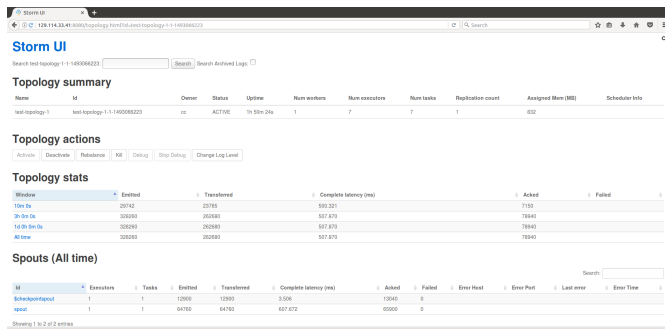 Storm UI
129.114.33.41:8080/topology.html?id=test-topology-1-1-1493066223
Search
Storm UI
Search test-topology-1-1-1493066223: Search Search Archived Logs:
Topology summary
Name Id Owner Status Uptime Num workers Num executors Num tasks Replication count Assigned Mem (MB) Scheduler Info
test-topology-1 test-topology-1-1-1493066223 cc ACTIVE 1h 50m 24s 1 7 7 1 832
Topology actions
Activate Deactivate Rebalance Kill Debug Stop Debug Change Log Level
Topology stats
Window Emitted Transferred Complete latency (ms) Acked Failed
10m 0s 29742 23785 500.321 7150
3h 0m 0s 328260 262680 507.870 78940
1d 0h 0m 0s 328260 262680 507.870 78940
All time 328260 262680 507.870 78940
Spouts (All time)
Search:
Id Executors Tasks Emitted Transferred Complete latency (ms) Acked Failed Error Host Error Port Last error Error Time
$checkpointspout 1 1 12900 12900 3.506 13040 0
spout 1 1 64760 64760 607.672 65900 0
Showing 1 to 2 of 2 entries